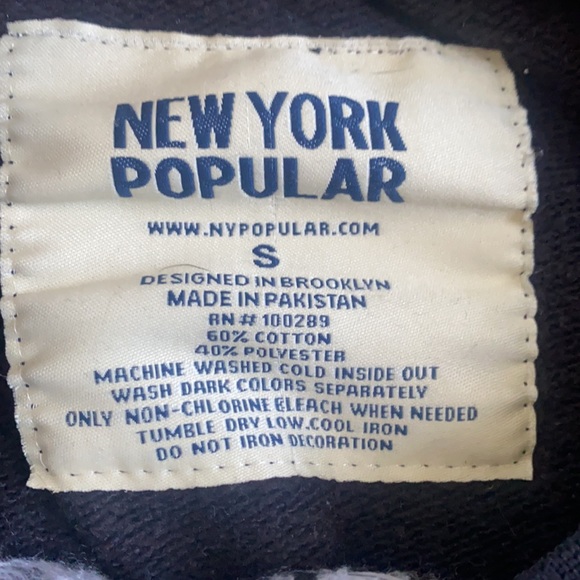 NEW YORK
POPULAR
WWW.NYPOPULAR.COM
S
DESIGNED IN BROOKLYN
MADE IN PAKISTAN
RN# 100289
60% COTTON
40% POLYESTER
MACHINE WASHED COLD INSIDE OUT
WASH DARK COLORS SEPARATELY
ONLY NON-CHLORINE BLEACH WHEN NEEDED
TUMBLE DRY LOW.COOL IRON
DO NOT IRON DECORATION